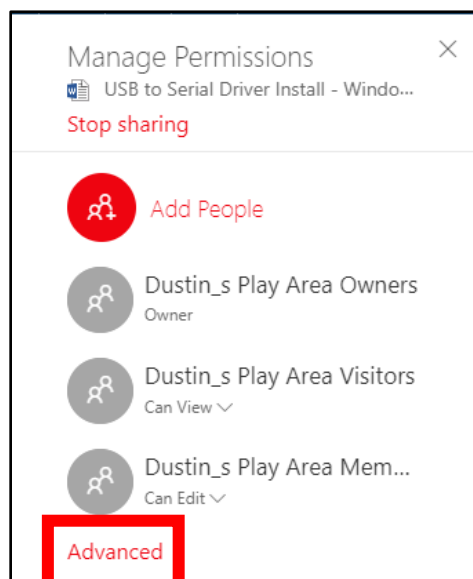 Manage Permissions
USB to Serial Driver Install - Windo...
Stop sharing
Add People
Dustin_s Play Area Owners
Owner
Dustin_s Play Area Visitors
Can View
Dustin_s Play Area Mem...
Can Edit
Advanced